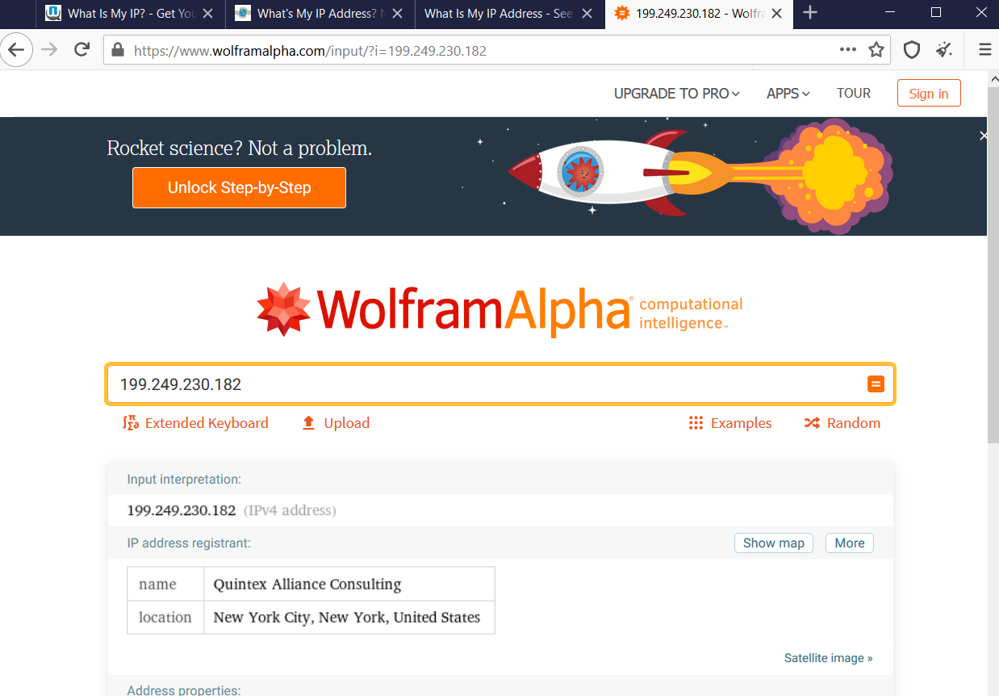 What Is My IP? - Get You
What's My IP Address? N
What Is My IP Address - See
199.249.230.182 - Wolfra
https://www.wolframalpha.com/input/?i=199.249.230.182
UPGRADE TO PRO APPS TOUR Sign in
Rocket science? Not a problem.
Unlock Step-by-Step
WolframAlpha® computational
intelligence™
199.249.230.182
Extended Keyboard Upload Examples Random
Input interpretation:
199.249.230.182 (IPv4 address)
IP address registrant: Show map More
name Quintex Alliance Consulting
location New York City, New York, United States
Satellite image »
Address properties: